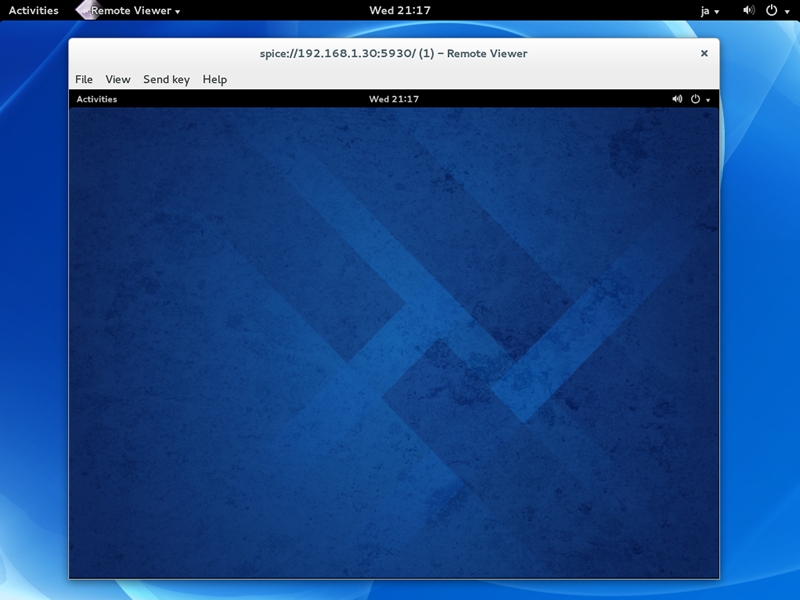 Activities Remote Viewer Wed 21:17 ja
spice://192.168.1.30:5930/ (1) – Remote Viewer
File View Send key Help
Activities Wed 21:17